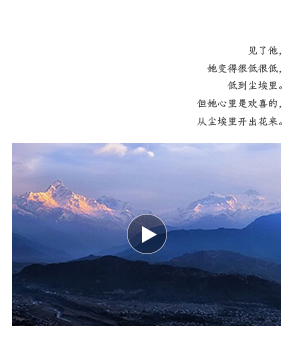 见了他，
她变得很低很低，
低到尘埃里。
但她心里是欢喜的，
从尘埃里开出花来。